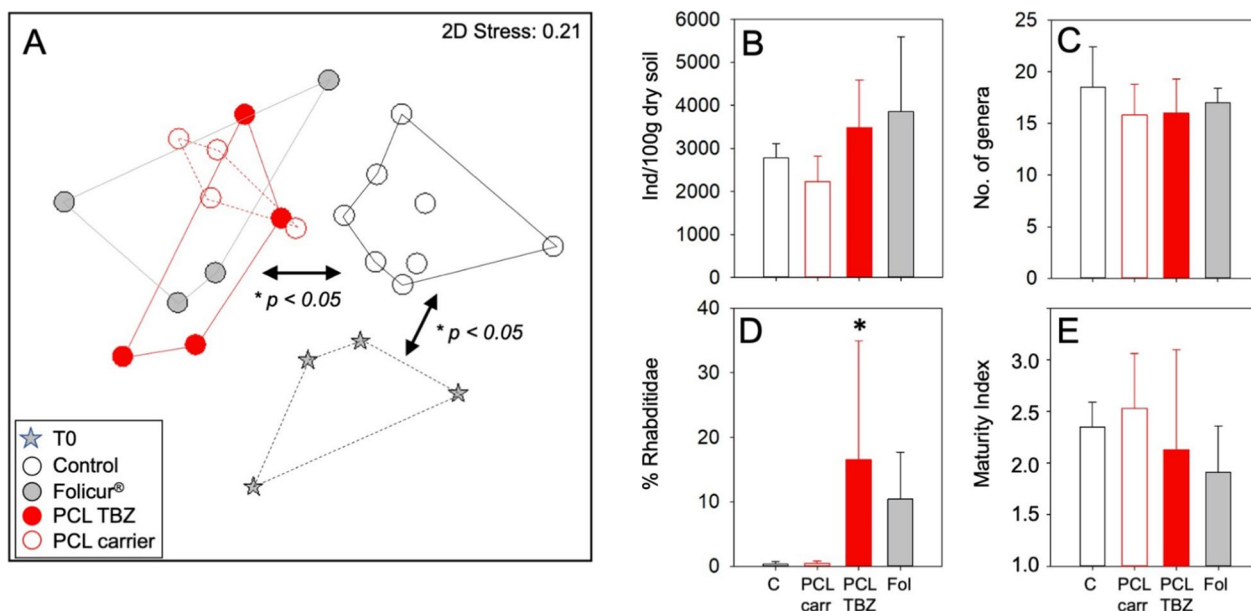 A
2D Stress: 0.21
* p < 0.05
* p < 0.05
T0
Control
Folicur®
PCL TBZ
PCL carrier
B
Ind/100g dry soil
6000
5000
4000
3000
2000
1000
0
C
No. of genera
25
20
15
10
5
0
D
*
% Rhabditidae
40
30
20
10
0
C
PCL
carr
PCL
TBZ
Fol
E
Maturity Index
3.0
2.5
2.0
1.5
1.0
C
PCL
carr
PCL
TBZ
Fol